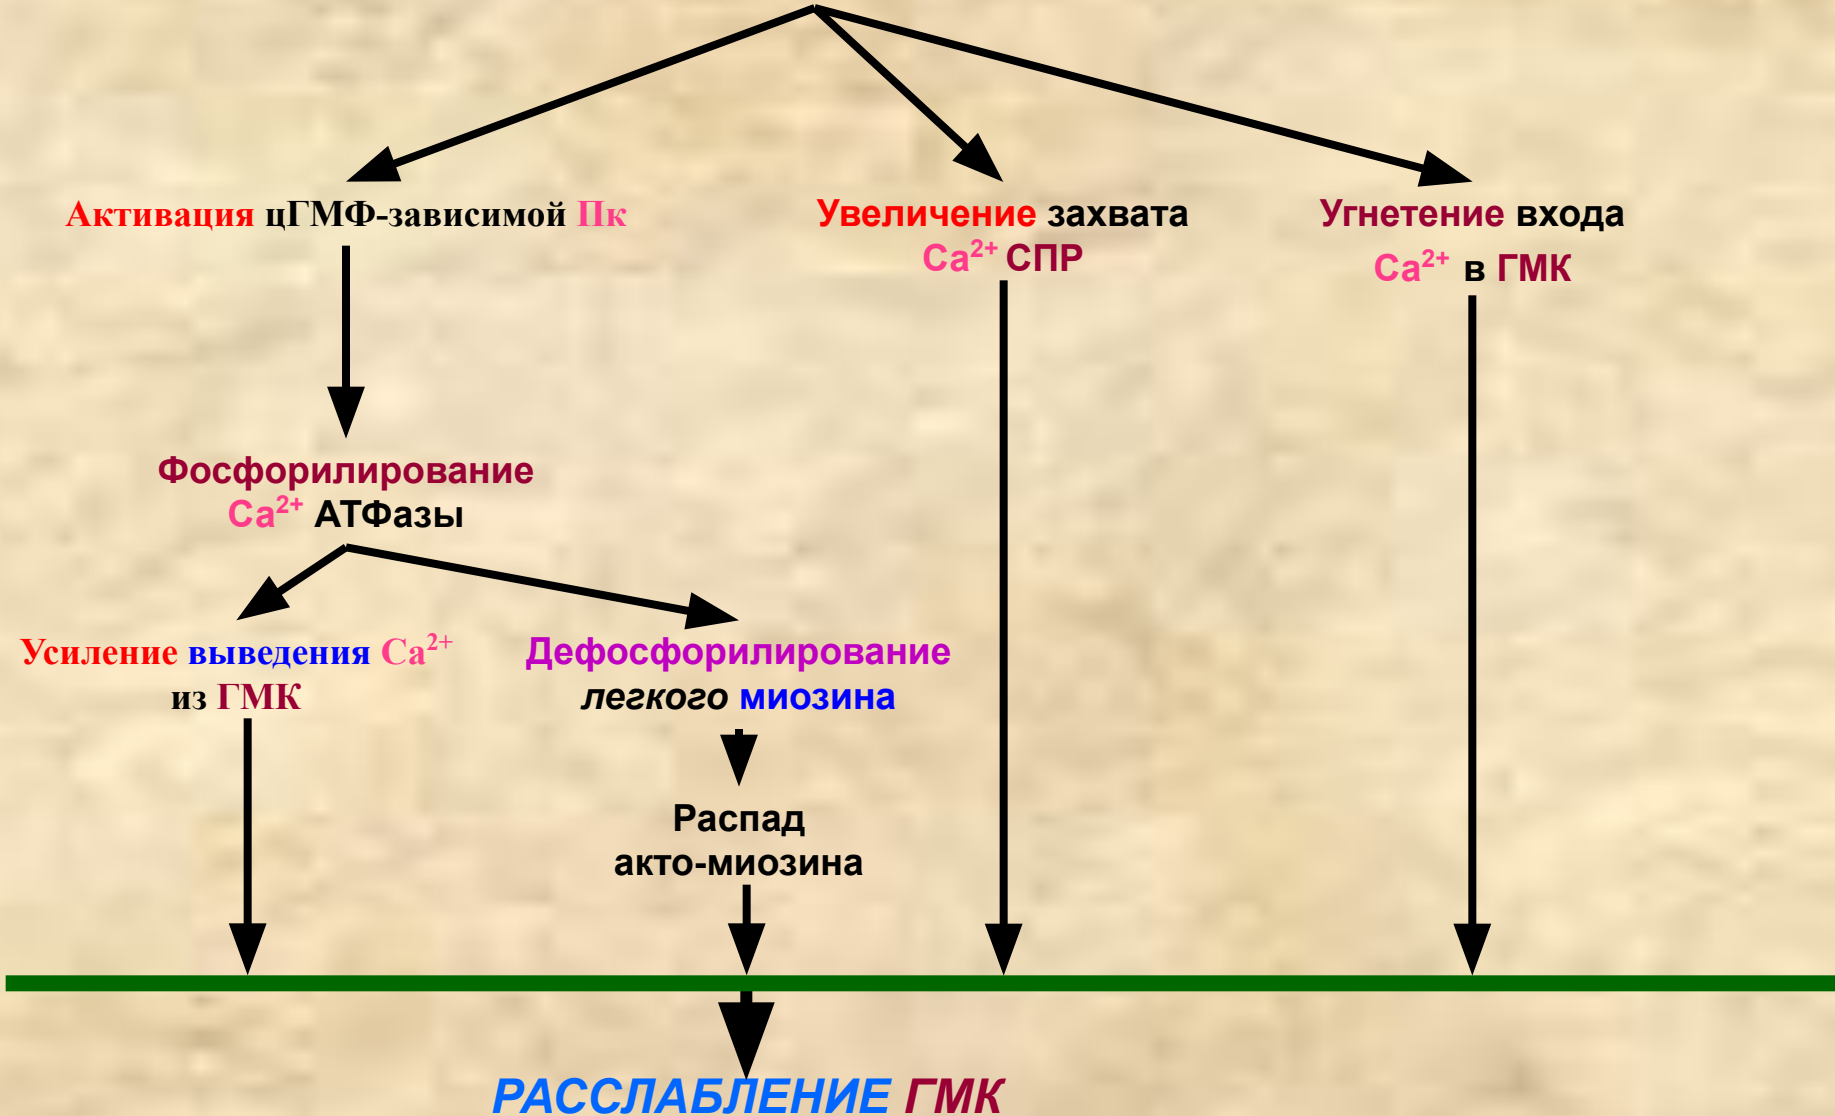 Активация цГМФ-зависимой Пк
Увеличение захвата
Ca²⁺ СПР
Угнетение входа
Ca²⁺ в ГМК
Фосфорилирование
Ca²⁺ АТФазы
Усиление выведения Ca²⁺
из ГМК
Дефосфорилирование
легкого миозина
Распад
акто-миозина
РАССЛАБЛЕНИЕ ГМК